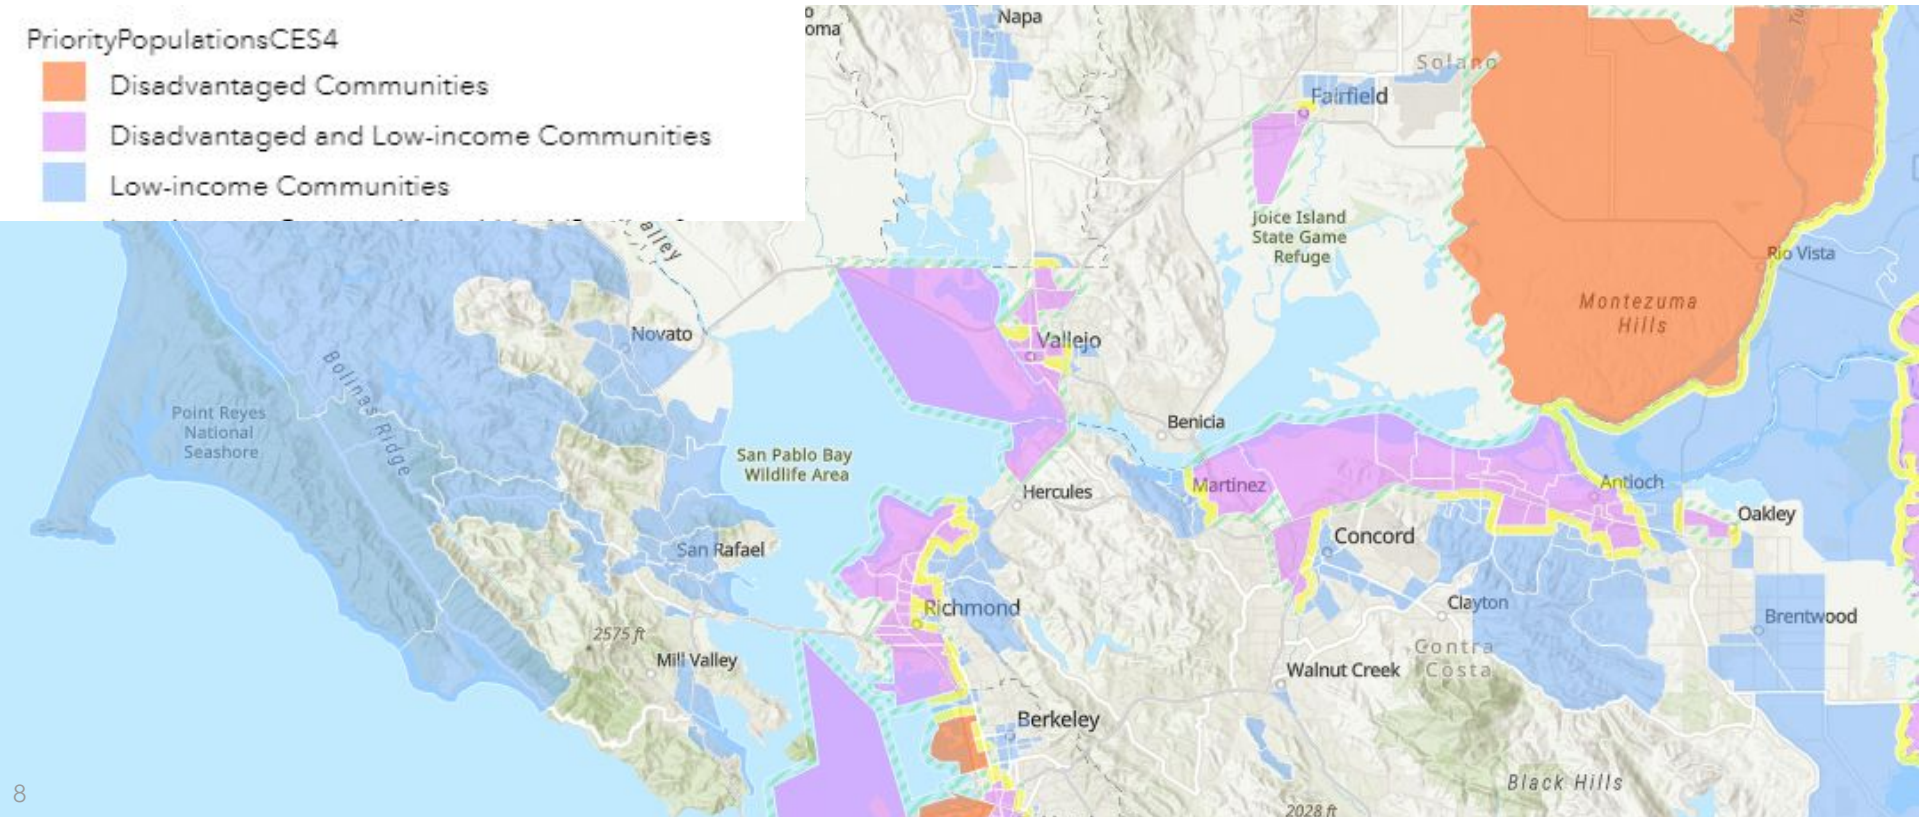 PriorityPopulationsCES4
Disadvantaged Communities
Disadvantaged and Low-income Communities
Low-income Communities
Napa
oma
Solano
Fairfield
alley
Joice Island
State Game
Refuge
Rio Vista
Montezuma
Hills
Novato
Vallejo
Bolinas Ridge
Point Reyes
National
Seashore
Benicia
San Pablo Bay
Wildlife Area
Martinez
Hercules
Antioch
Oakley
Concord
San Rafael
Richmond
Clayton
Brentwood
2575 ft
Mill Valley
Contra
Costa
Walnut Creek
Berkeley
Black Hills
8
2028 ft